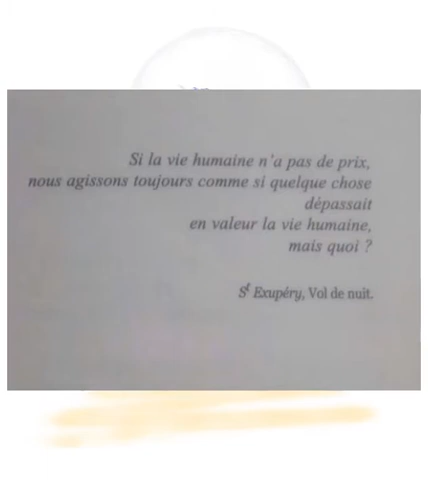 Si la vie humaine n'a pas de prix,
nous agissons toujours comme si quelque chose
dépassait
en valeur la vie humaine,
mais quoi ?
St Exupéry, Vol de nuit.